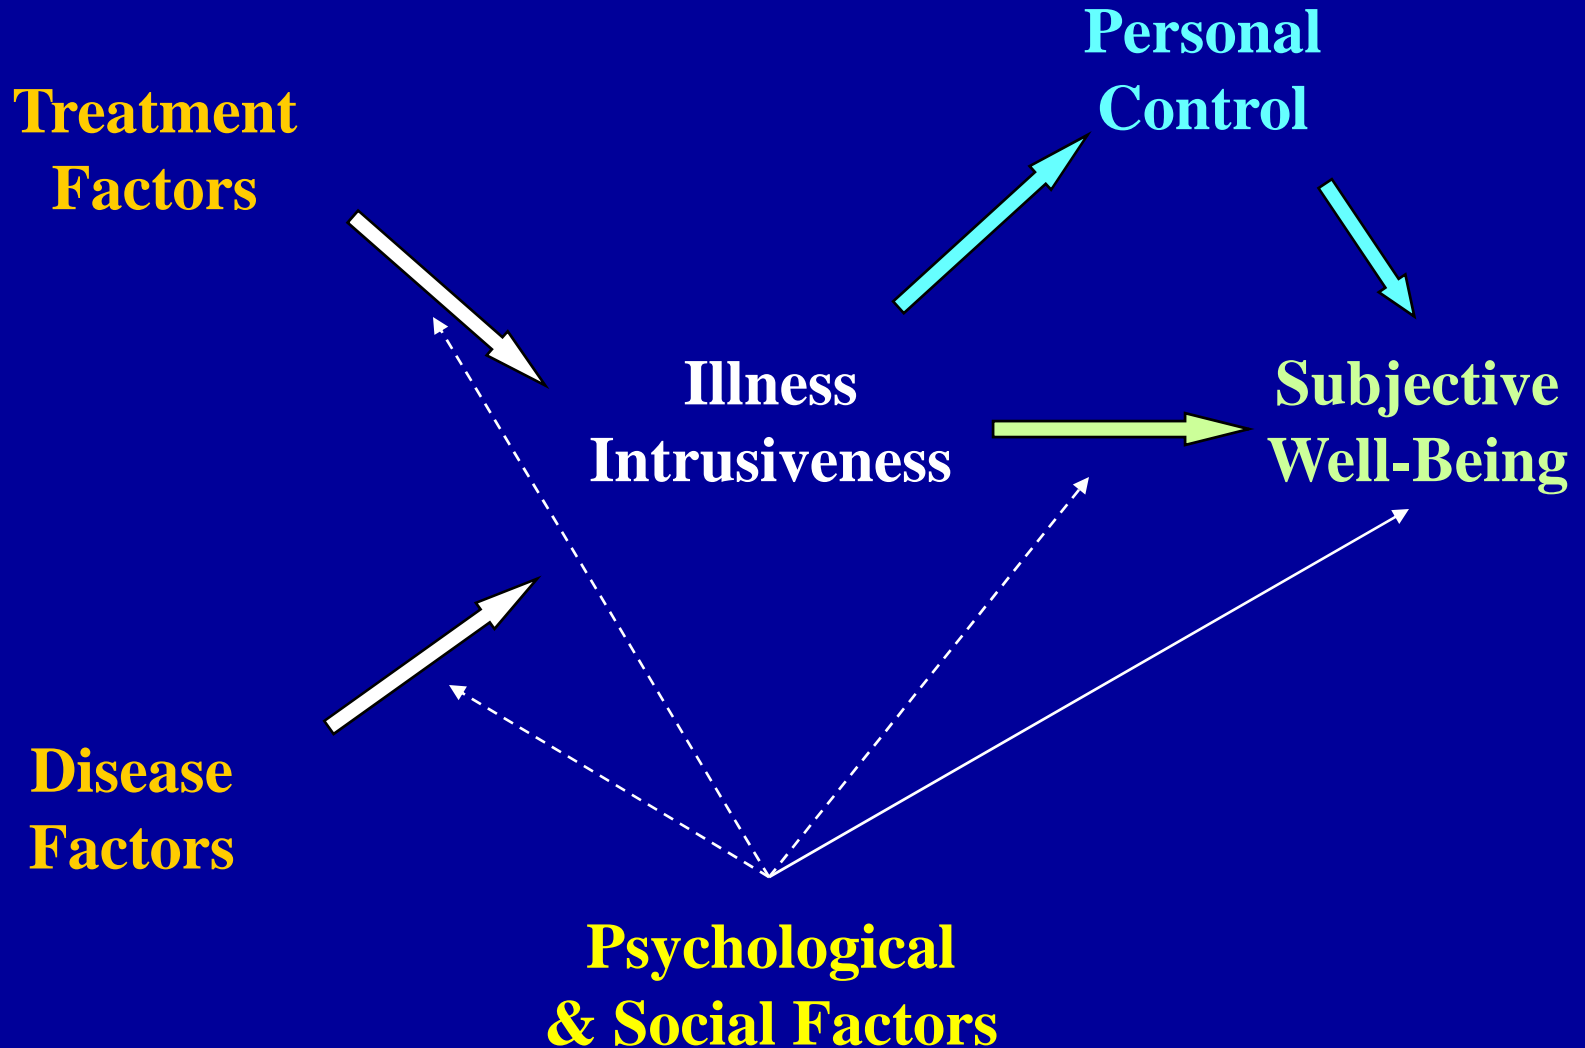 Personal
Control
Treatment
Factors
Illness
Intrusiveness
Subjective
Well-Being
Disease
Factors
Psychological
& Social Factors